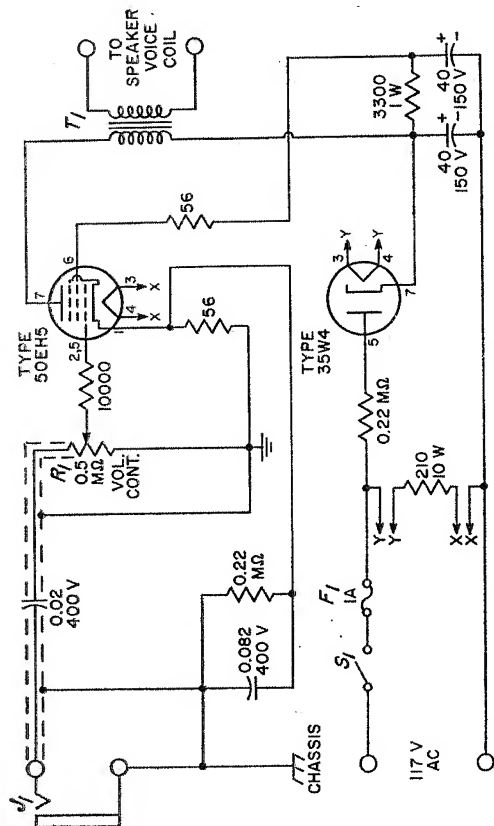 J1
0.02
400 V
R1
0.5
MΩ
VOL.
CONT.
10000
TYPE
50EH5
2,5
7
6
1
4
3
X
X
56
56
T1
TO
SPEAKER
VOICE
COIL
0.082
400 V
0.22
MΩ
CHASSIS
117 V
AC
S1
F1
1A
Y
Y
210
10 W
X
X
0.22
MΩ
TYPE
35W4
5
3
4
7
Y
Y
3300
1 W
40
150 V
+
-
40
150 V
+
-